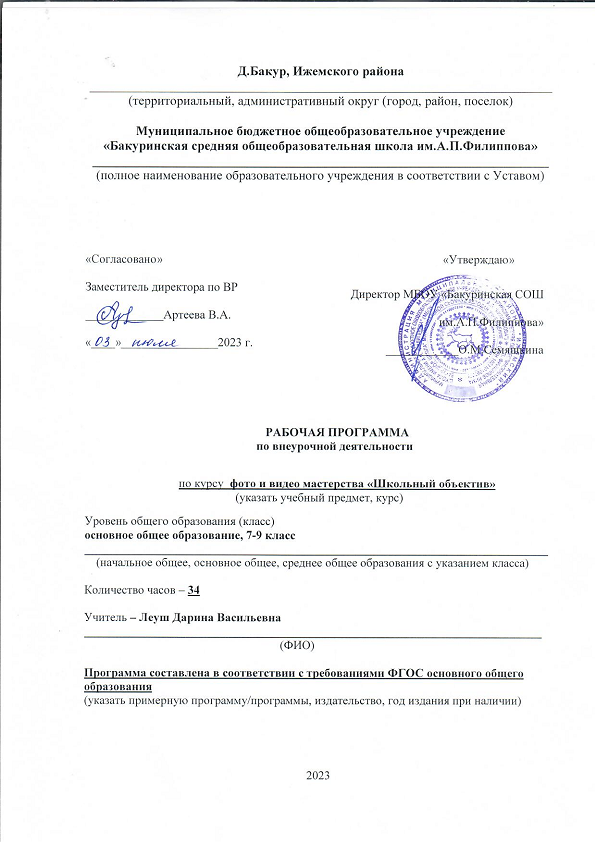 Д.Бакур, Ижемского района
(территориальный, административный округ (город, район, поселок)
Муниципальное бюджетное общеобразовательное учреждение
«Бакуринская средняя общеобразовательная школа им.А.П.Филиппова»
(полное наименование образовательного учреждения в соответствии с Уставом)
«Согласовано» «Утверждаю»
Заместитель директора по ВР
Директор МБОУ «Бакуринская СОШ
им.А.П.Филиппова»
Артеева В.А.
О.М.Семяшкина
« 03 » июля 2023 г.
РАБОЧАЯ ПРОГРАММА
по внеурочной деятельности
по курсу фото и видео мастерства «Школьный объектив»
(указать учебный предмет, курс)
Уровень общего образования (класс)
основное общее образование, 7-9 класс
(начальное общее, основное общее, среднее общее образования с указанием класса)
Количество часов – 34
Учитель – Леуш Дарина Васильевна
(ФИО)
Программа составлена в соответствии с требованиями ФГОС основного общего
образования
(указать примерную программу/программы, издательство, год издания при наличии)
2023